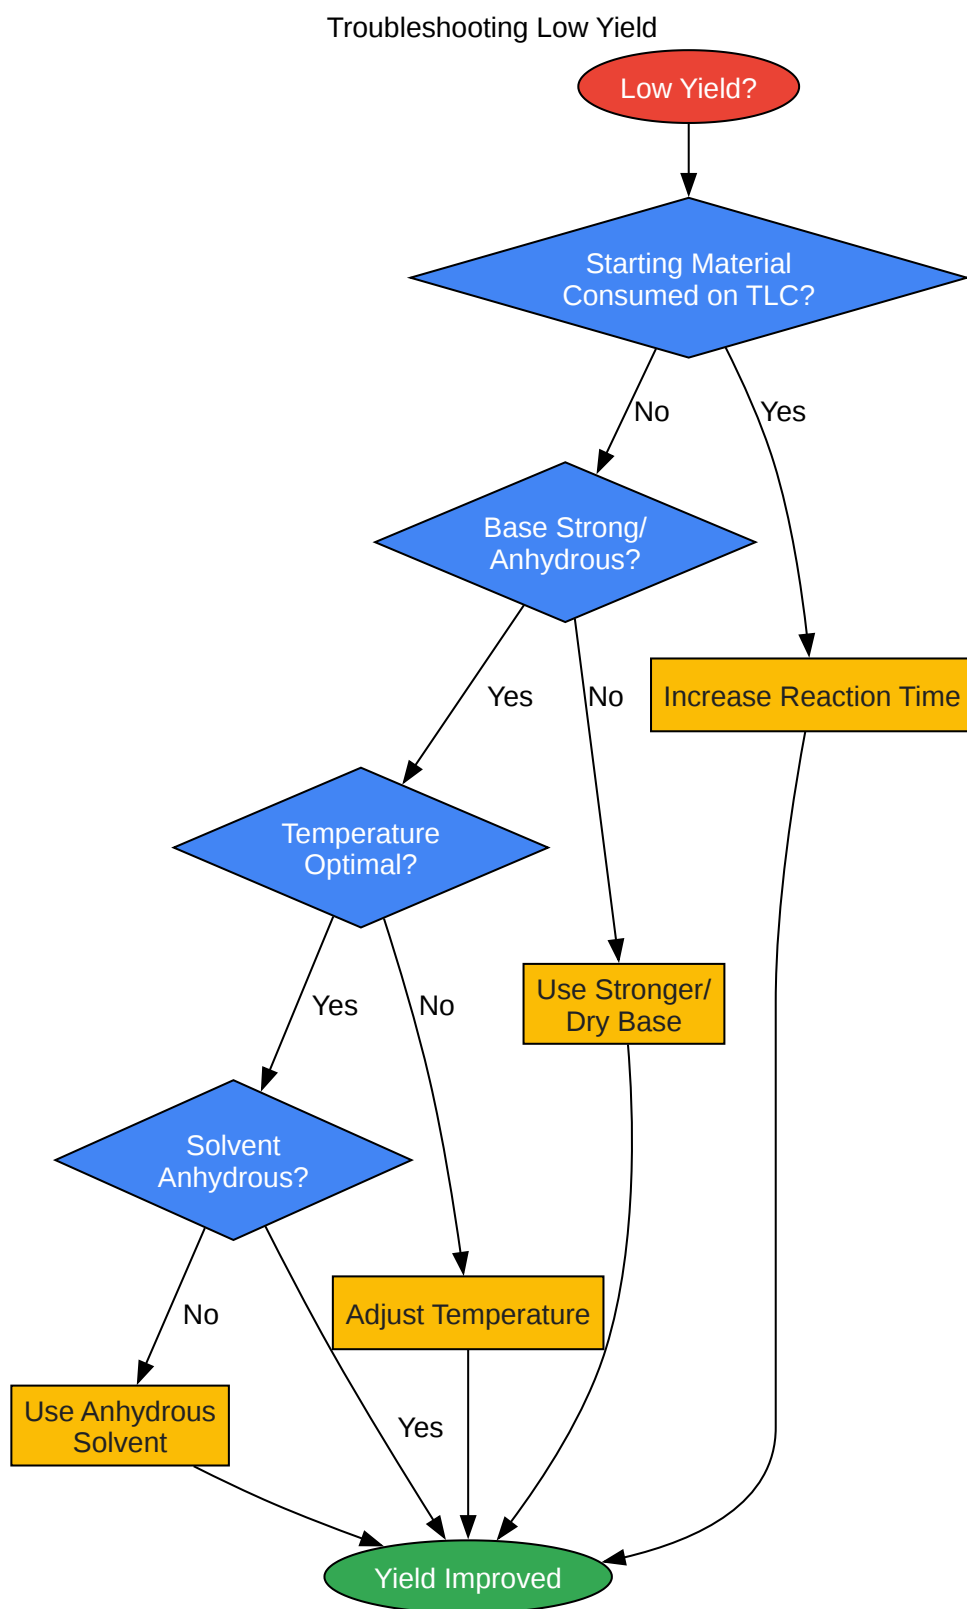 Troubleshooting Low Yield
Low Yield?
Starting Material
Consumed on TLC?
No
Yes
Base Strong/
Anhydrous?
Yes
No
Increase Reaction Time
Temperature
Optimal?
Yes
No
Use Stronger/
Dry Base
Solvent
Anhydrous?
No
Adjust Temperature
Use Anhydrous
Solvent
Yes
Yield Improved